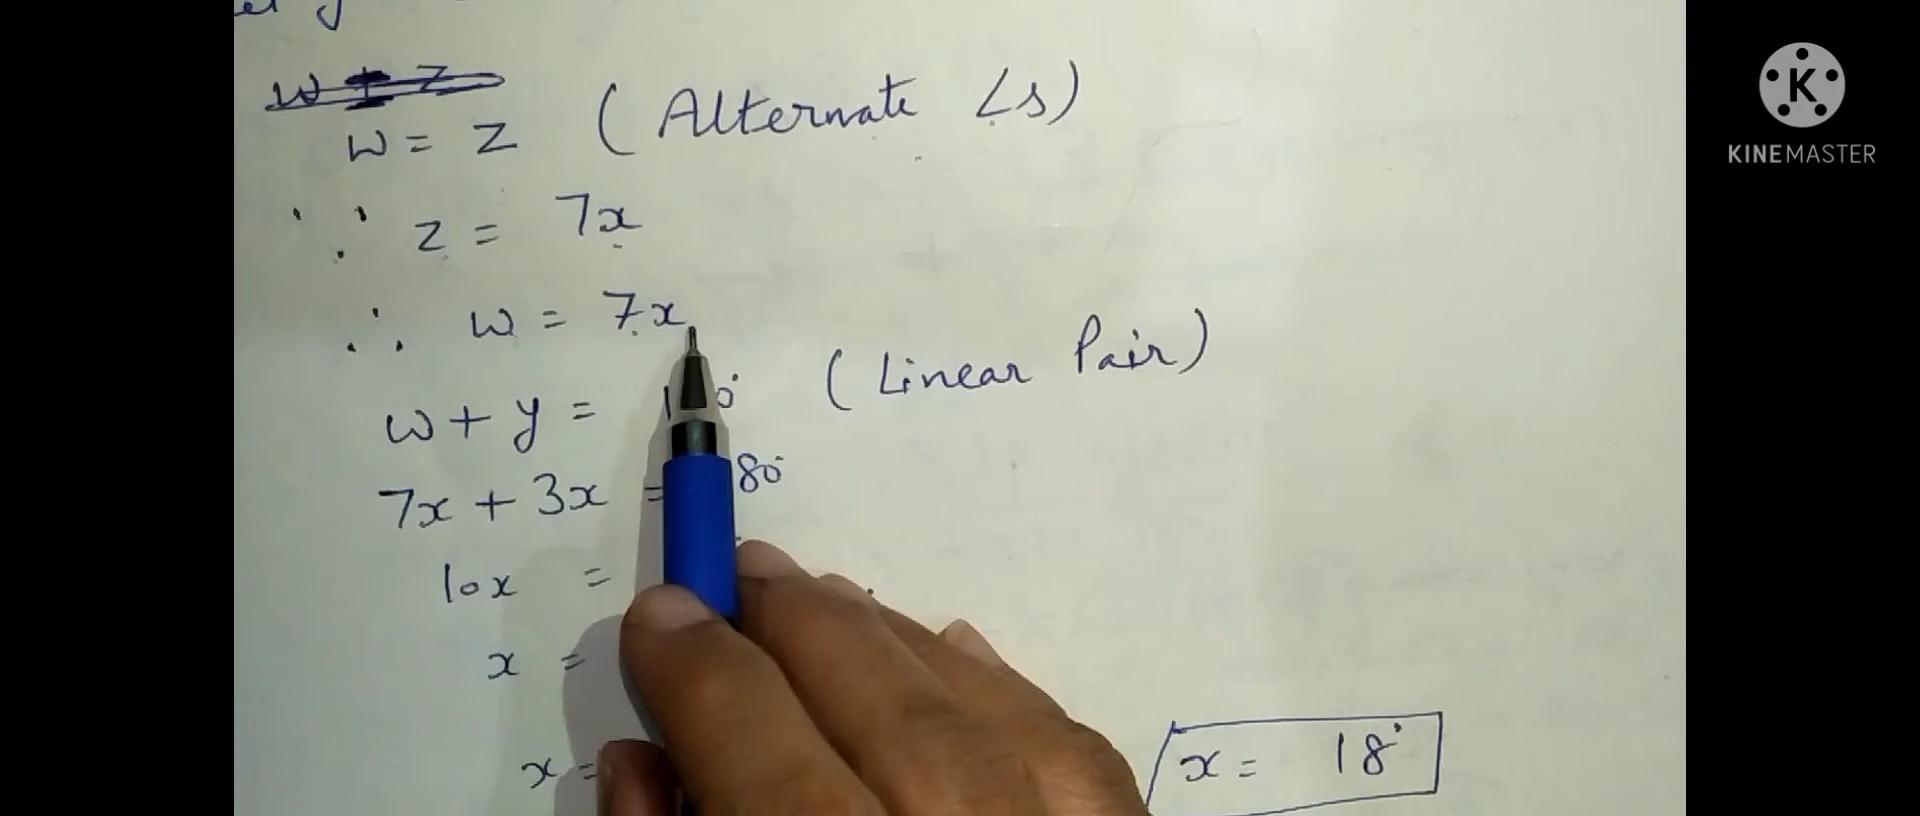 w = z (Alternate ∠s)
∵ z = 7x
∴ w = 7x
w + y = (Linear Pair)
7x + 3x = 80°
10x =
x =
x =
x = 18°
KINEMASTER